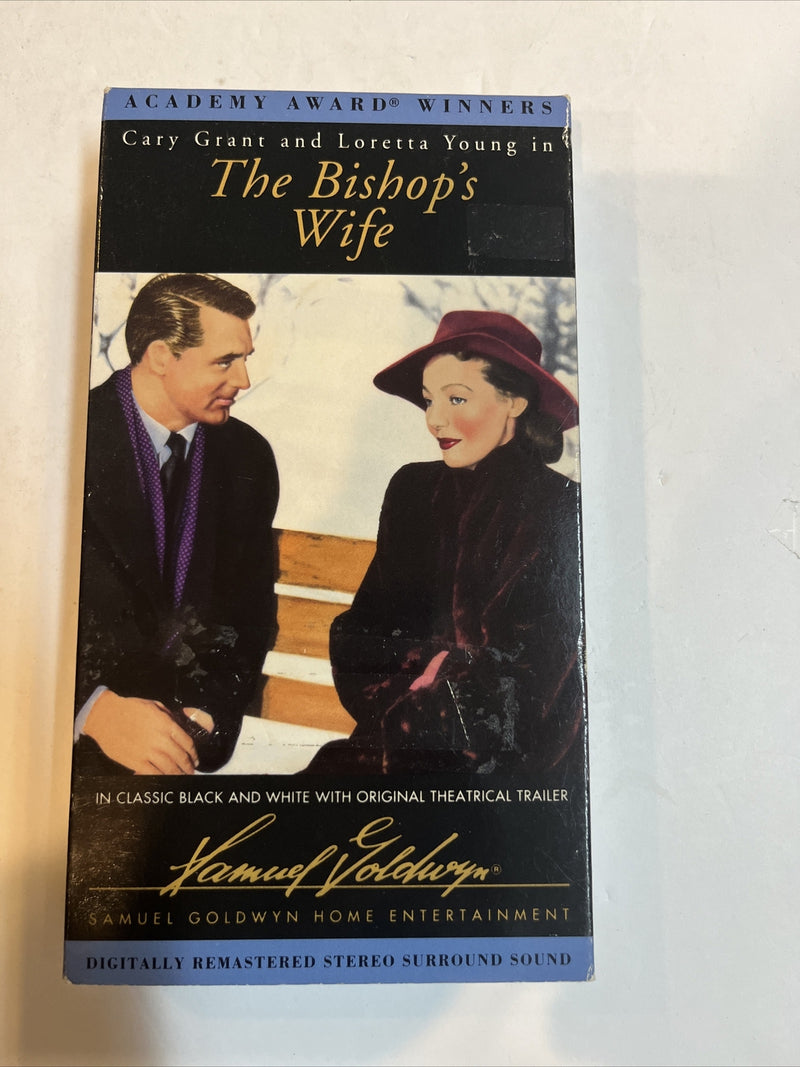 ACADEMY AWARD® WINNERS
Cary Grant and Loretta Young in
The Bishop's
Wife
IN CLASSIC BLACK AND WHITE WITH ORIGINAL THEATRICAL TRAILER
Samuel Goldwyn®
SAMUEL GOLDWYN HOME ENTERTAINMENT
DIGITALLY REMASTERED STEREO SURROUND SOUND